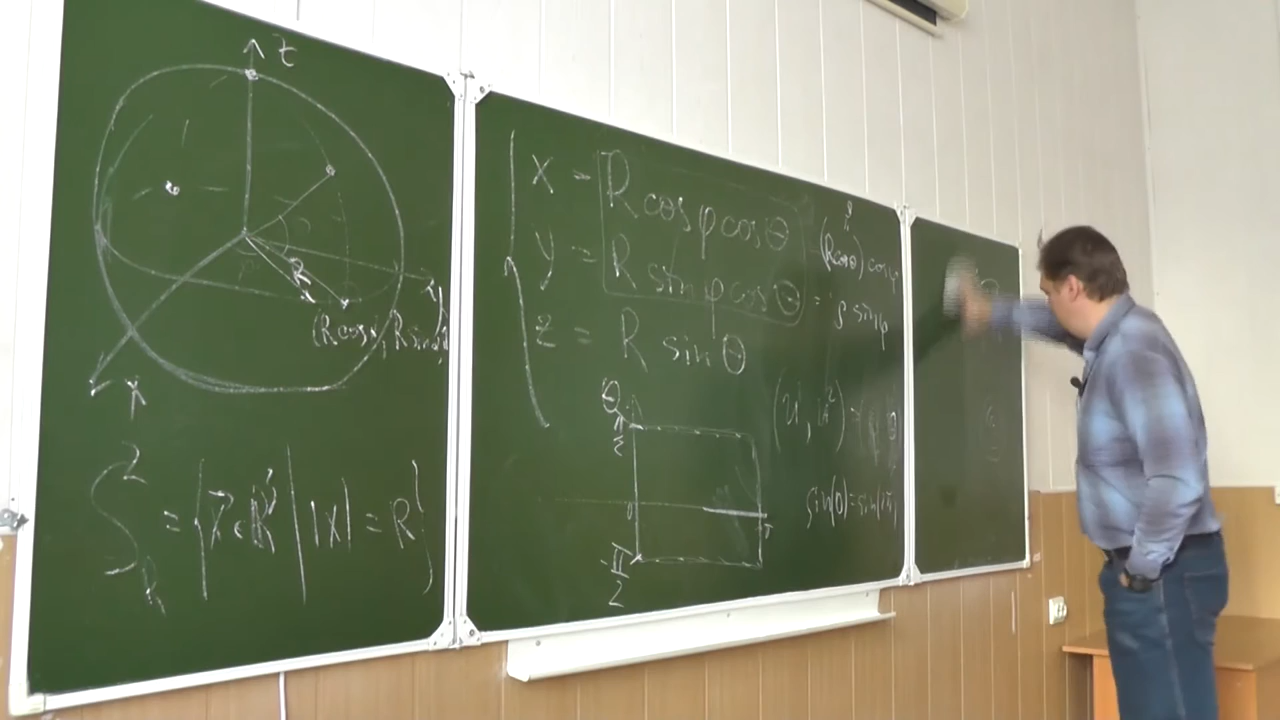 z
R
(R cos φ, R sin φ,
x
S²_R = { x⃗ ∈ R³ | |x| = R }
x = R cos φ cos θ
(R cos θ) cos φ
y = R sin φ cos θ = ρ sin φ
z = R sin θ
θ
π/2
(u¹, u²) = (φ, θ)
0
sin(0) = sin(2π)
-π/2